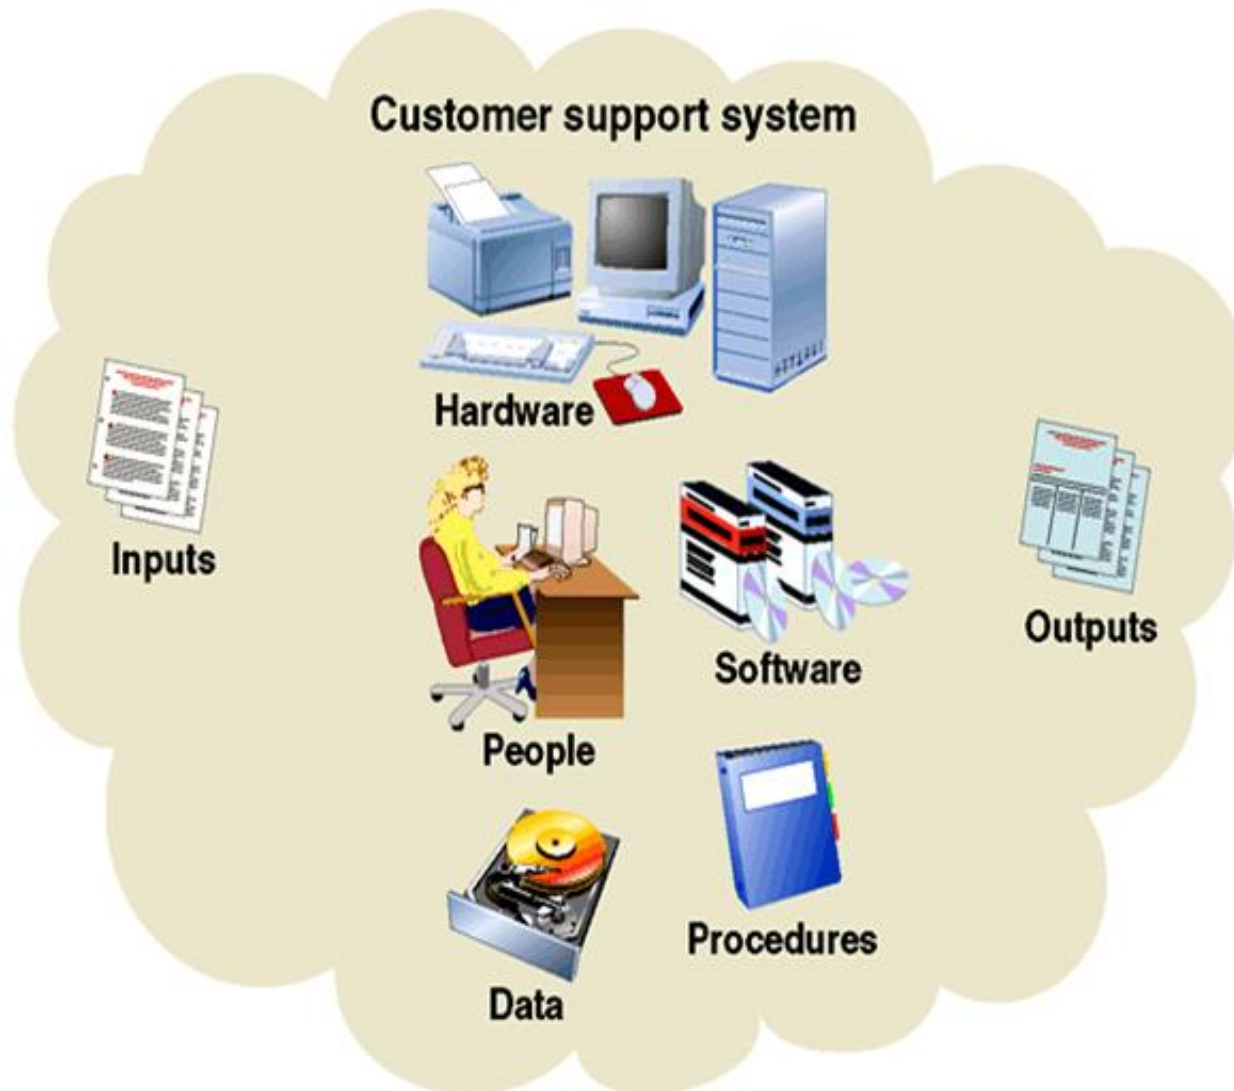 Customer support system
Hardware
Inputs
Outputs
Software
People
Procedures
Data